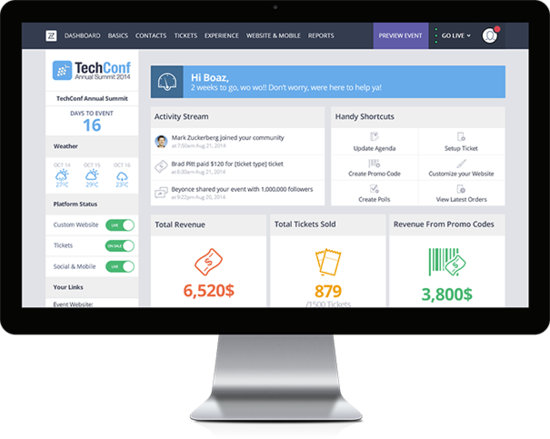 DASHBOARD BASICS CONTACTS TICKETS EXPERIENCE WEBSITE & MOBILE REPORTS PREVIEW EVENT GO LIVE
TechConf
Annual Summit 2014
TechConf Annual Summit
DAYS TO EVENT
16
Weather
OCT 14 OCT 15 OCT 16
27°C 29°C 23°C
Platform Status
Custom Website LIVE
Tickets ON SALE
Social & Mobile LIVE
Your Links
Event Website:
Hi Boaz,
2 weeks to go, wo wo!! Don't worry, were here to help ya!
Activity Stream
Mark Zuckerberg joined your community
at 7:00am Aug 21, 2014
Brad Pitt paid $120 for [ticket type] ticket
at 9:20am Aug 21, 2014
Beyonce shared your event with 1,000,000 followers
at 9:22am Aug 20, 2014
Handy Shortcuts
Update Agenda Setup Ticket
Create Promo Code Customize your Website
Create Polls View Latest Orders
Total Revenue
6,520$
Total Tickets Sold
879
/1500 Tickets
Revenue From Promo Codes
3,800$